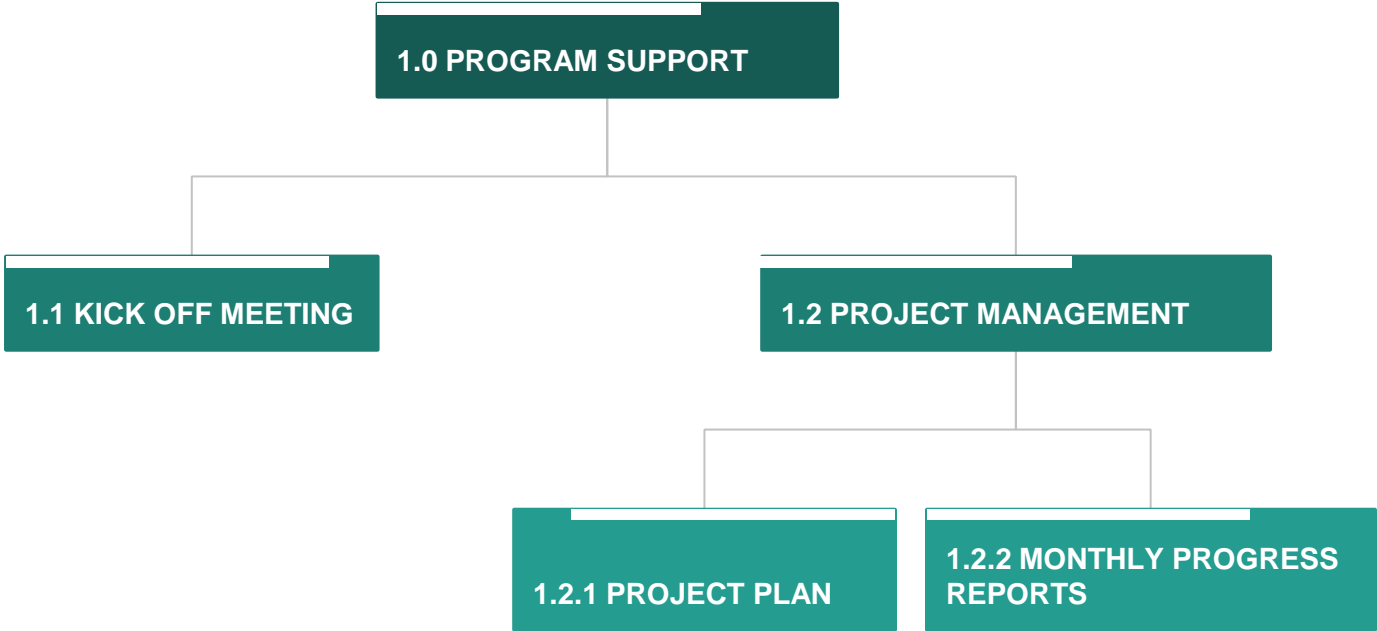 1.0 PROGRAM SUPPORT
1.1 KICK OFF MEETING
1.2 PROJECT MANAGEMENT
1.2.1 PROJECT PLAN
1.2.2 MONTHLY PROGRESS
REPORTS